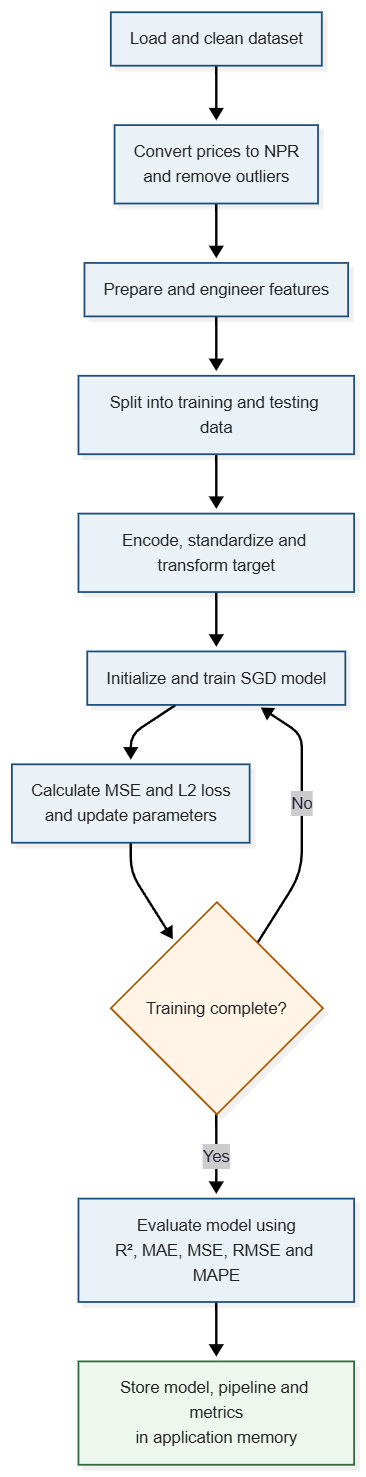 Load and clean dataset
Convert prices to NPR
and remove outliers
Prepare and engineer features
Split into training and testing
data
Encode, standardize and
transform target
Initialize and train SGD model
Calculate MSE and L2 loss
and update parameters
No
Training complete?
Yes
Evaluate model using
R², MAE, MSE, RMSE and
MAPE
Store model, pipeline and
metrics
in application memory